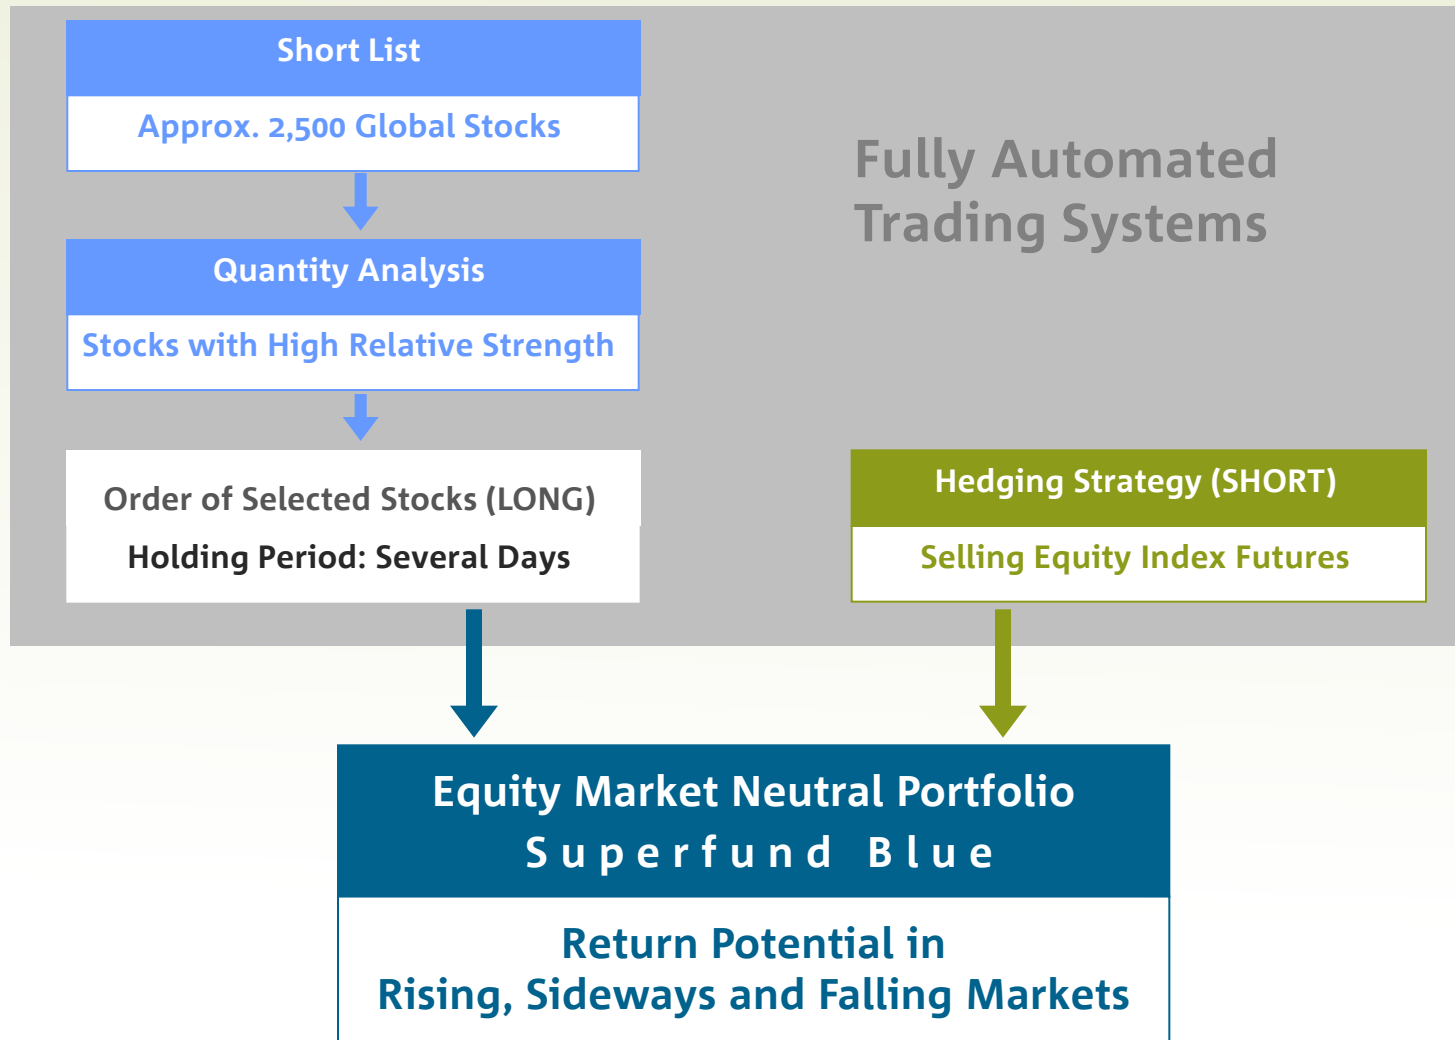 Short List
Approx. 2,500 Global Stocks
Fully Automated
Trading Systems
Quantity Analysis
Stocks with High Relative Strength
Order of Selected Stocks (LONG)
Holding Period: Several Days
Hedging Strategy (SHORT)
Selling Equity Index Futures
Equity Market Neutral Portfolio
Superfund Blue
Return Potential in
Rising, Sideways and Falling Markets